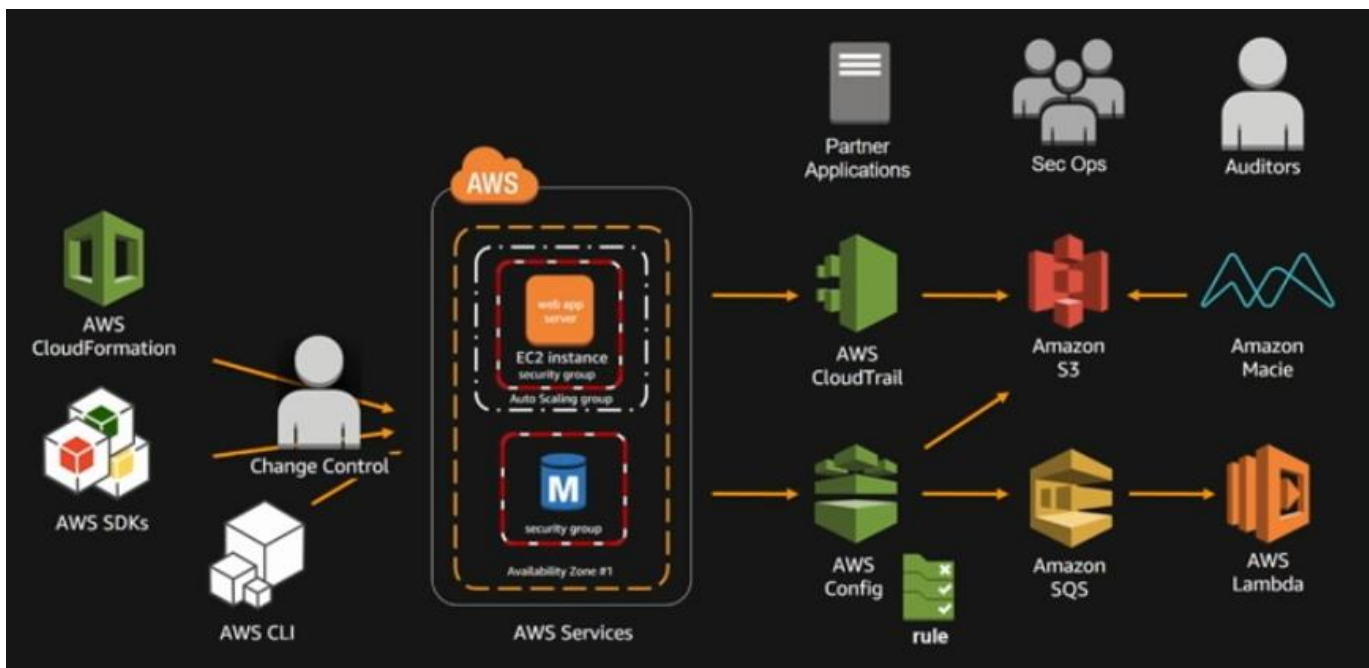 Partner
Applications
Sec Ops
Auditors
AWS
AWS
CloudFormation
web app
server
EC2 instance
security group
Auto Scaling group
AWS
CloudTrail
Amazon
S3
Amazon
Macie
Change Control
AWS SDKs
M
security group
Availability Zone #1
AWS CLI
AWS Services
AWS
Config
rule
Amazon
SQS
AWS
Lambda